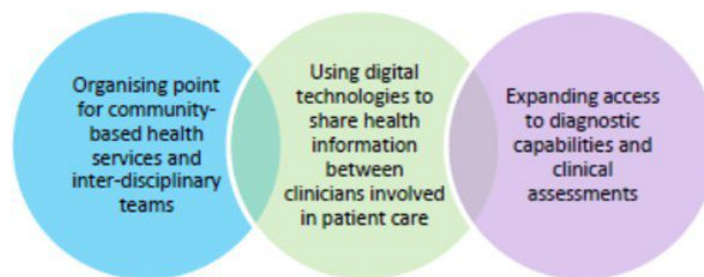 Organising point
for community-
based health
services and
inter-disciplinary
teams
Using digital
technologies to
share health
information
between
clinicians involved
in patient care
Expanding access
to diagnostic
capabilities and
clinical
assessments